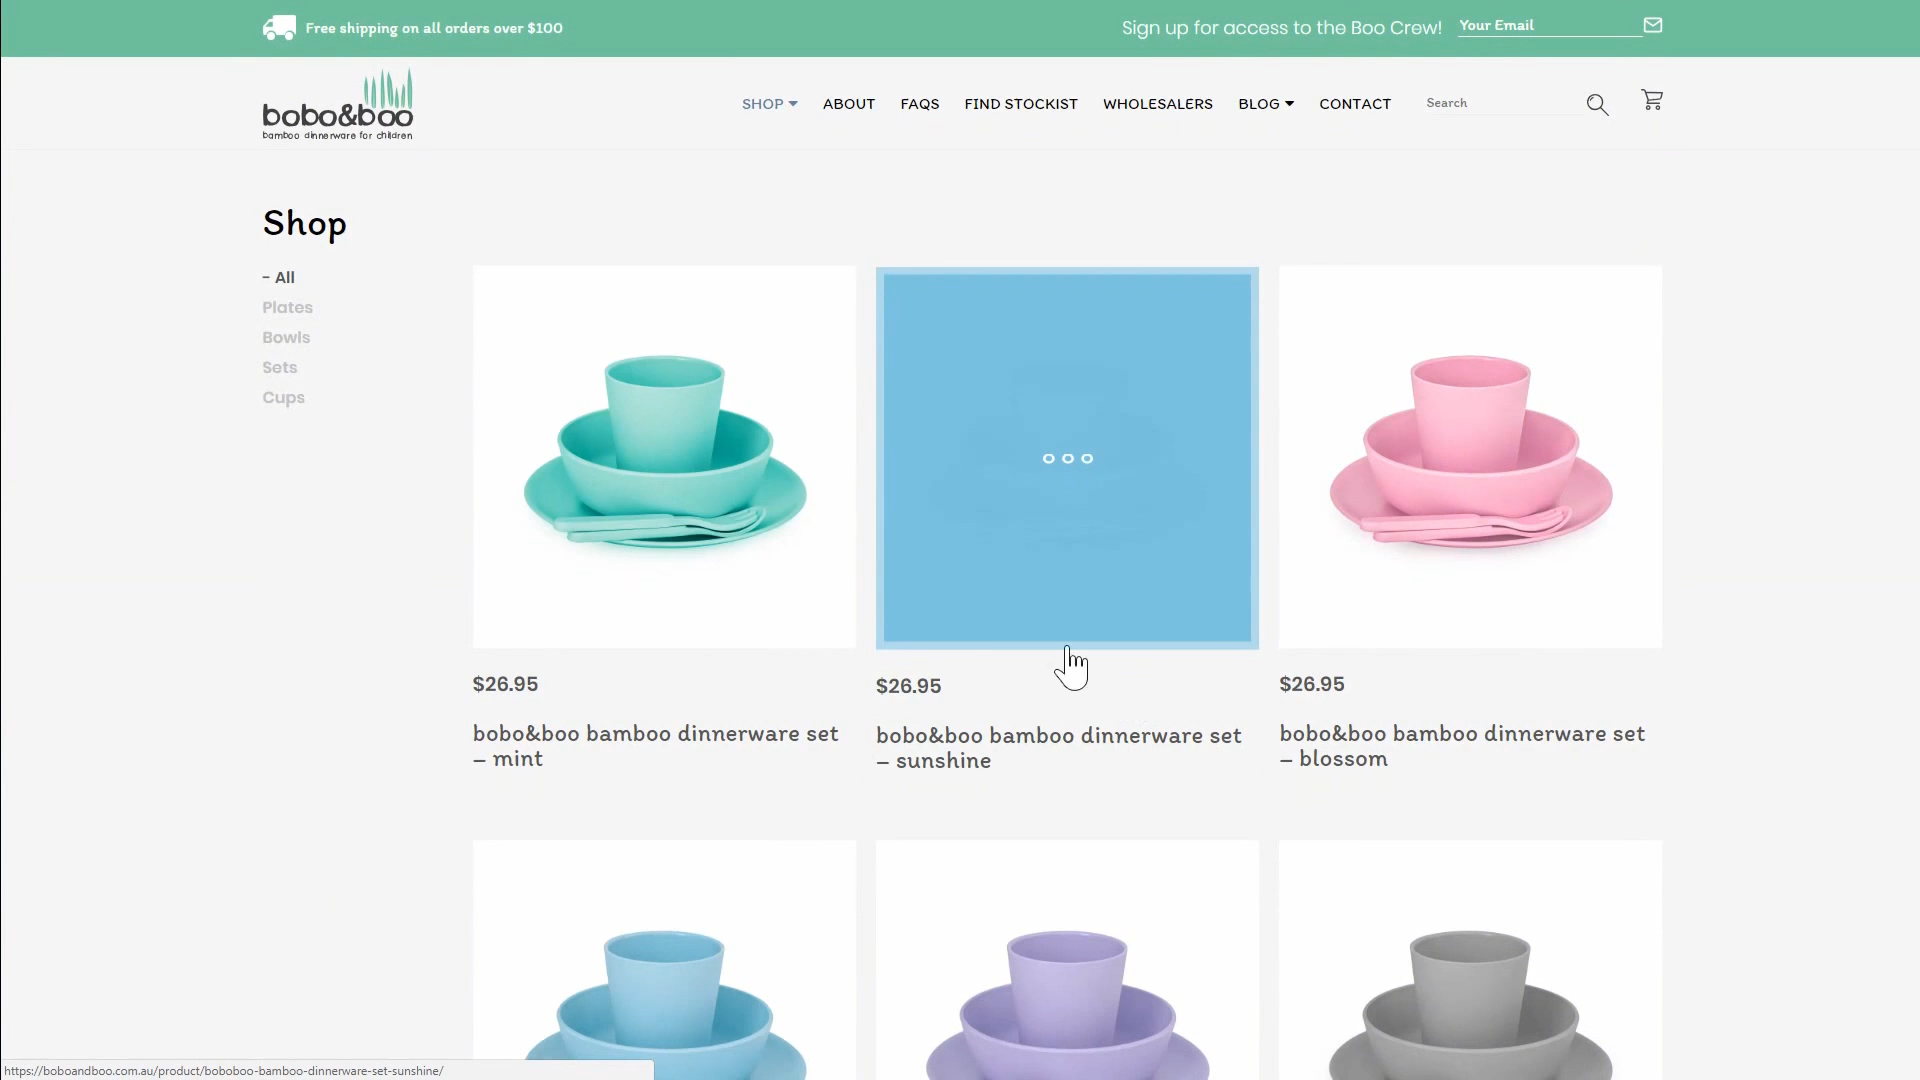 Free shipping on all orders over $100
Sign up for access to the Boo Crew!
Your Email
bobo&boo
bamboo dinnerware for children
SHOP
ABOUT
FAQS
FIND STOCKIST
WHOLESALERS
BLOG
CONTACT
Search
Shop
- All
Plates
Bowls
Sets
Cups
$26.95
bobo&boo bamboo dinnerware set
– mint
$26.95
bobo&boo bamboo dinnerware set
– sunshine
$26.95
bobo&boo bamboo dinnerware set
– blossom
https://boboandboo.com.au/product/boboboo-bamboo-dinnerware-set-sunshine/